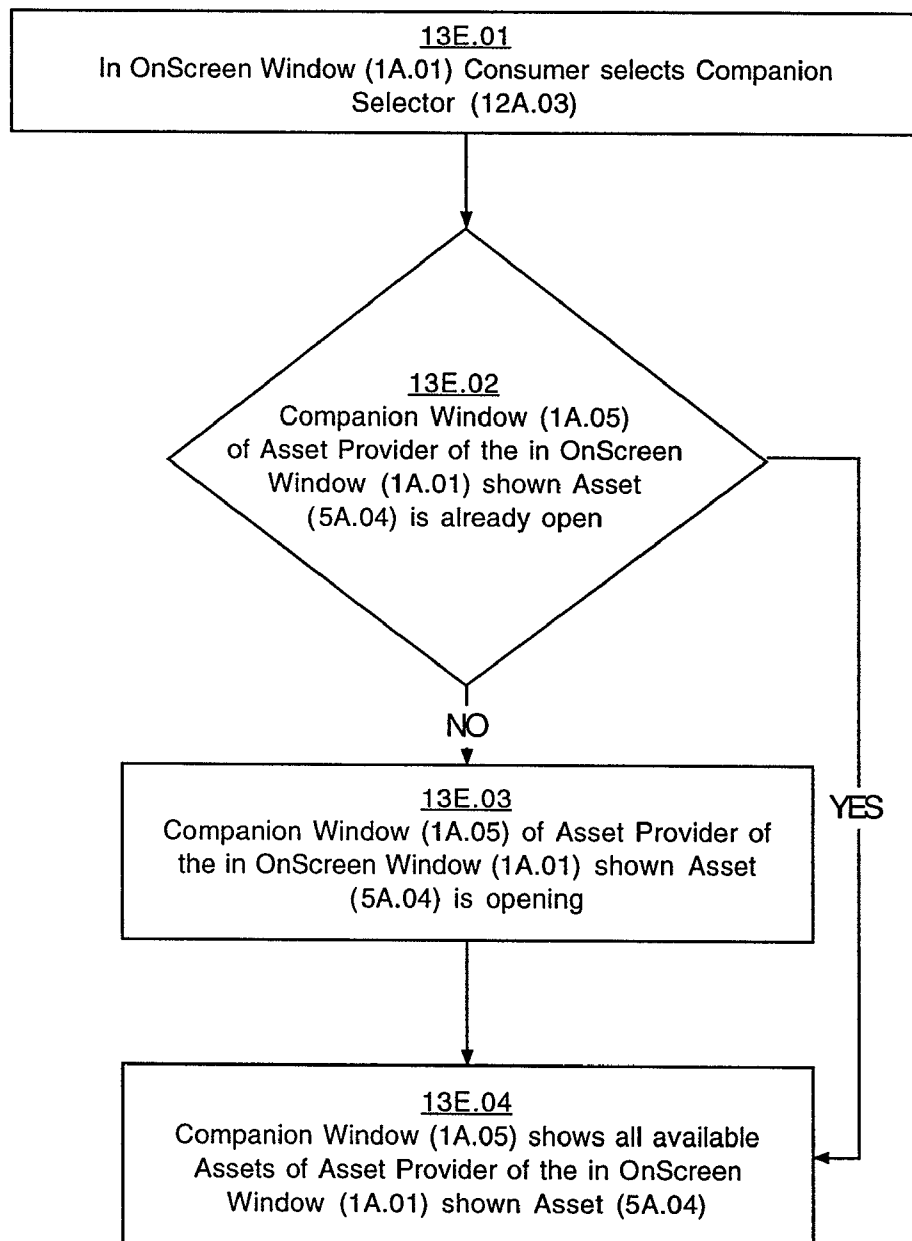 13E.01
In OnScreen Window (1A.01) Consumer selects Companion
Selector (12A.03)
13E.02
Companion Window (1A.05)
of Asset Provider of the in OnScreen
Window (1A.01) shown Asset
(5A.04) is already open
NO
13E.03
Companion Window (1A.05) of Asset Provider of
the in OnScreen Window (1A.01) shown Asset
(5A.04) is opening
YES
13E.04
Companion Window (1A.05) shows all available
Assets of Asset Provider of the in OnScreen
Window (1A.01) shown Asset (5A.04)